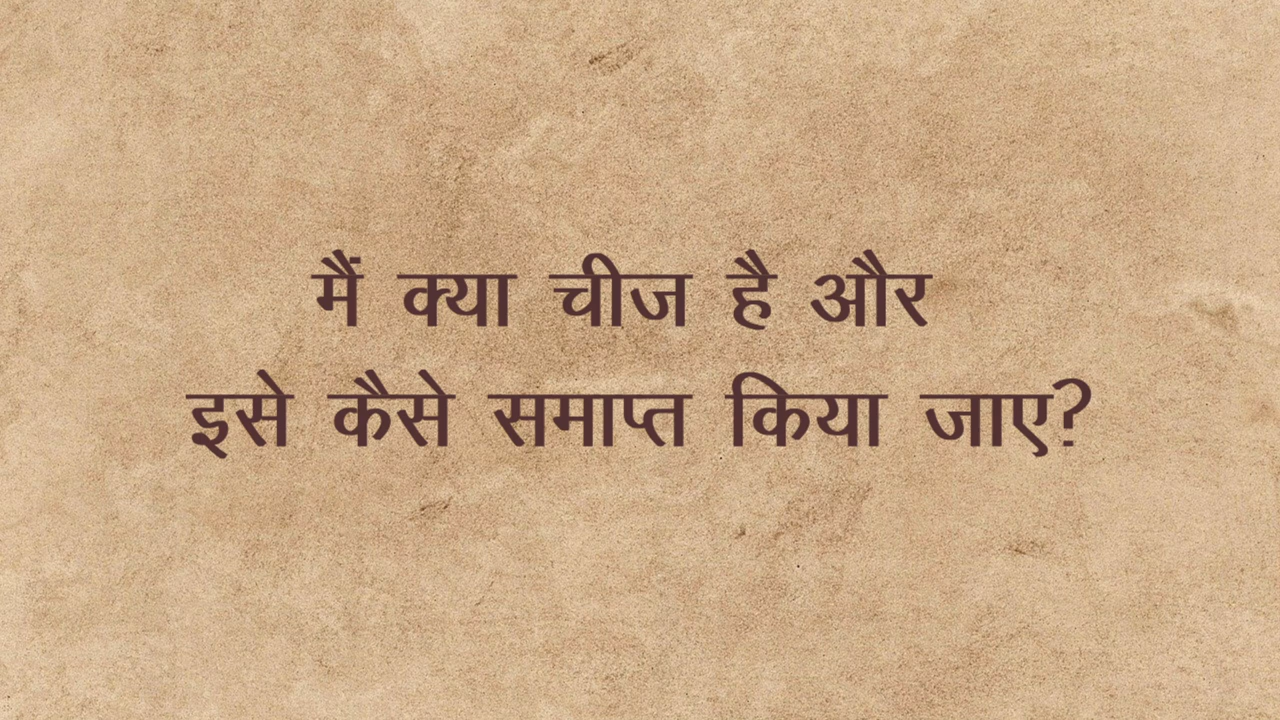 मैं क्या चीज है और
इसे कैसे समाप्त किया जाए?